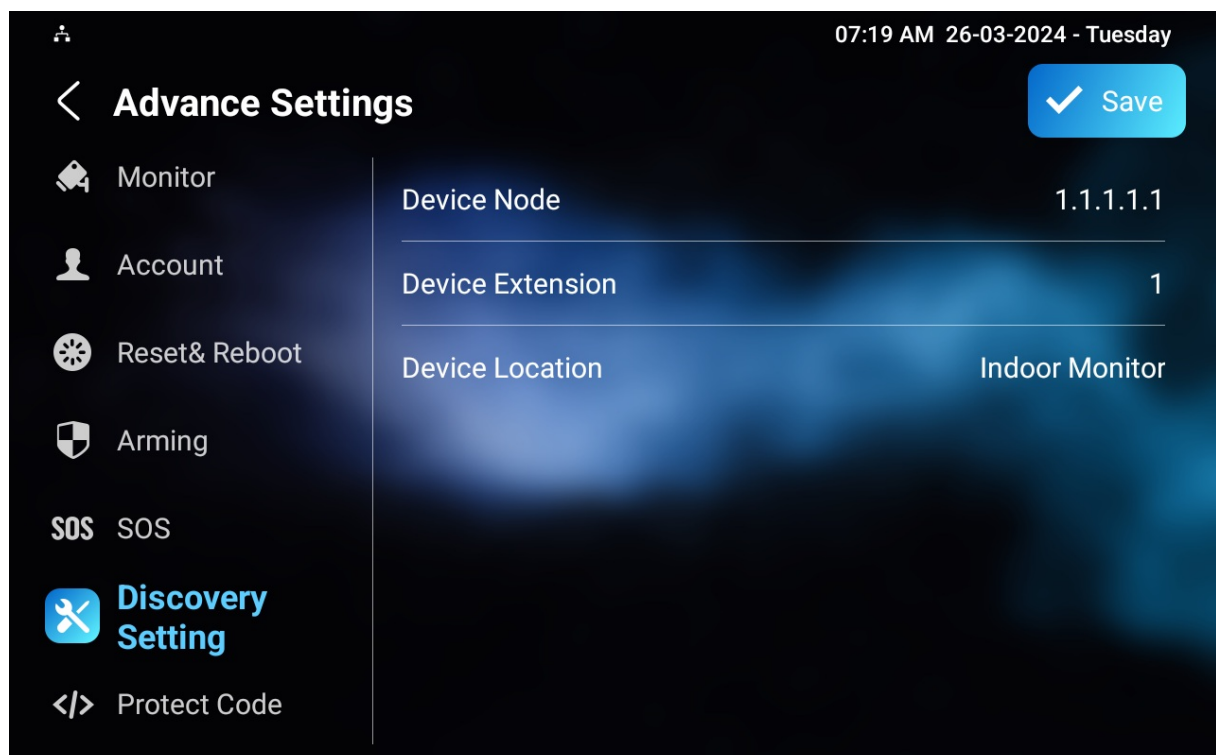 07:19 AM 26-03-2024 - Tuesday
Advance Settings
Save
Monitor
Account
Reset& Reboot
Arming
SOS SOS
Discovery
Setting
</> Protect Code
Device Node 1.1.1.1.1
Device Extension 1
Device Location Indoor Monitor